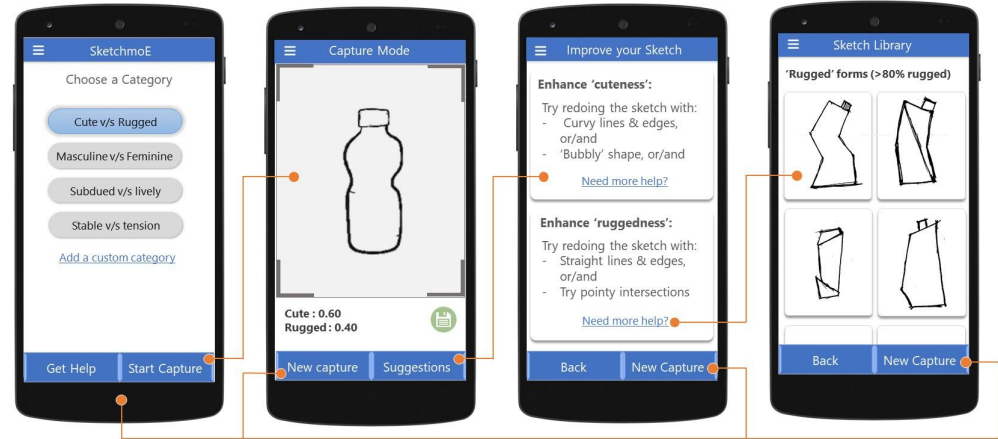 SketchmoE
Choose a Category
Cute v/s Rugged
Masculine v/s Feminine
Subdued v/s lively
Stable v/s tension
Add a custom category
Get Help
Start Capture
Capture Mode
Cute : 0.60
Rugged : 0.40
New capture
Suggestions
Improve your Sketch
Enhance ‘cuteness’:
Try redoing the sketch with:
- Curvy lines & edges,
or/and
- ‘Bubbly’ shape, or/and
Need more help?
Enhance ‘ruggedness’:
Try redoing the sketch with:
- Straight lines & edges,
or/and
- Try pointy intersections
Need more help?
Back
New Capture
Sketch Library
‘Rugged’ forms (>80% rugged)
Back
New Capture